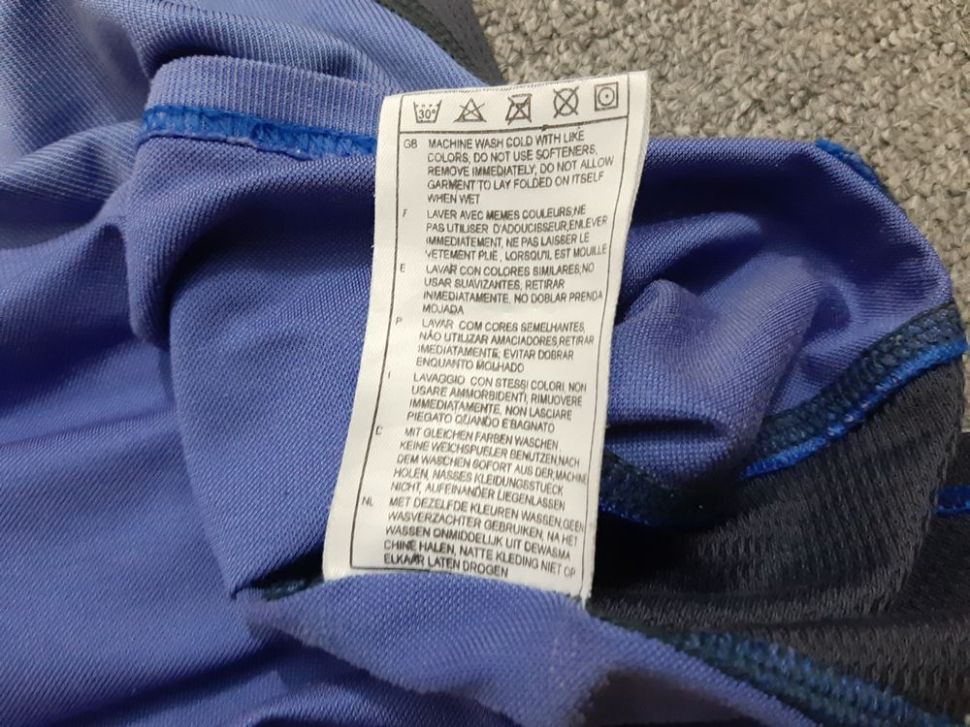 30°
GB MACHINE WASH COLD WITH LIKE
COLORS, DO NOT USE SOFTENERS,
REMOVE IMMEDIATELY, DO NOT ALLOW
GARMENT TO LAY FOLDED ON ITSELF
WHEN WET
F LAVER AVEC MEMES COULEURS,NE
PAS UTILISER D'ADOUCISSEUR,ENLEVER
IMMEDIATEMENT, NE PAS LAISSER LE
VETEMENT PLIE, LORSQU'IL EST MOUILLE
E LAVAR CON COLORES SIMILARES;NO
USAR SUAVIZANTES, RETIRAR
INMEDIATAMENTE, NO DOBLAR PRENDA
MOJADA
P LAVAR COM CORES SEMELHANTES,
NÃO UTILIZAR AMACIADORES,RETIRAR
IMEDIATAMENTE, EVITAR DOBRAR
ENQUANTO MOLHADO
I LAVAGGIO CON STESSI COLORI, NON
USARE AMMORBIDENTI, RIMUOVERE
IMMEDIATAMENTE, NON LASCIARE
PIEGATO QUANDO E'BAGNATO
D MIT GLEICHEN FARBEN WASCHEN
KEINE WEICHSPUELER BENUTZEN,NACH
DEM WASCHEN SOFORT AUS DER,MACHINE
HOLEN, NASSES KLEIDUNGSSTUECK
NICHT, AUFEINANDER LIEGENLASSEN
NL MET DEZELFDE KLEUREN WASSEN,GEEN
WASVERZACHTER GEBRUIKEN, NA HET
WASSEN ONMIDDELIJK UIT DEWASMA
CHINE HALEN, NATTE KLEDING NIET OP
ELKAAR LATEN DROGEN